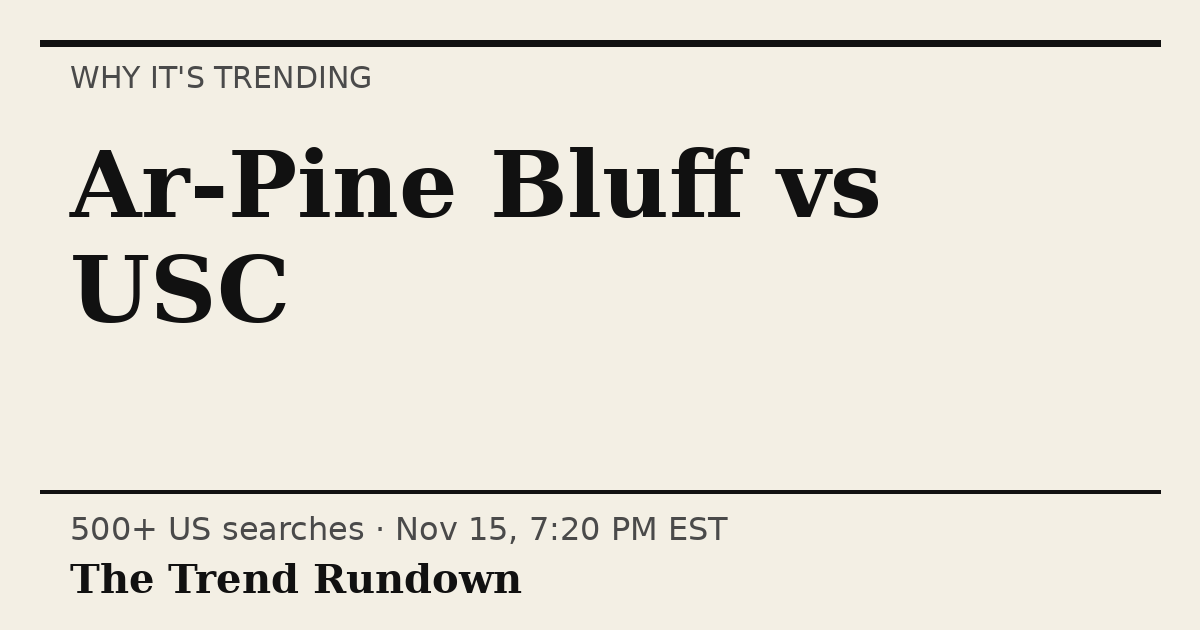 WHY IT'S TRENDING
Ar-Pine Bluff vs
USC
500+ US searches · Nov 15, 7:20 PM EST
The Trend Rundown